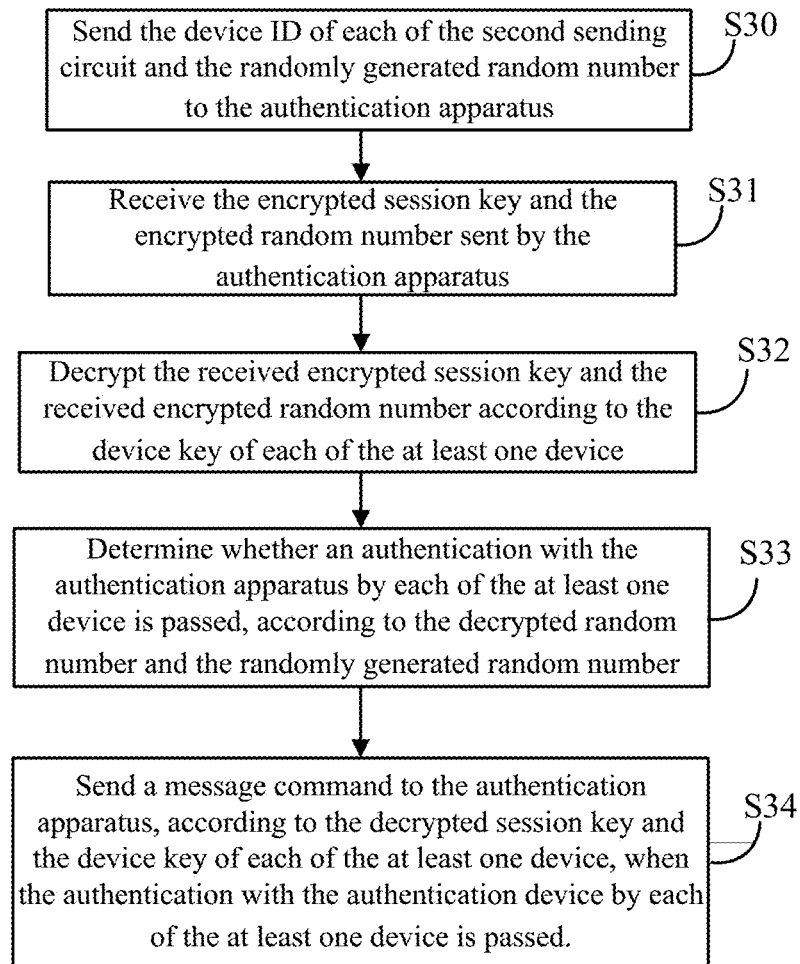 Send the device ID of each of the second sending
circuit and the randomly generated random number
to the authentication apparatus
S30
Receive the encrypted session key and the
encrypted random number sent by the
authentication apparatus
S31
Decrypt the received encrypted session key and the
received encrypted random number according to the
device key of each of the at least one device
S32
Determine whether an authentication with the
authentication apparatus by each of the at least one
device is passed, according to the decrypted random
number and the randomly generated random number
S33
Send a message command to the authentication
apparatus, according to the decrypted session key and
the device key of each of the at least one device, when
the authentication with the authentication device by each
of the at least one device is passed.
S34